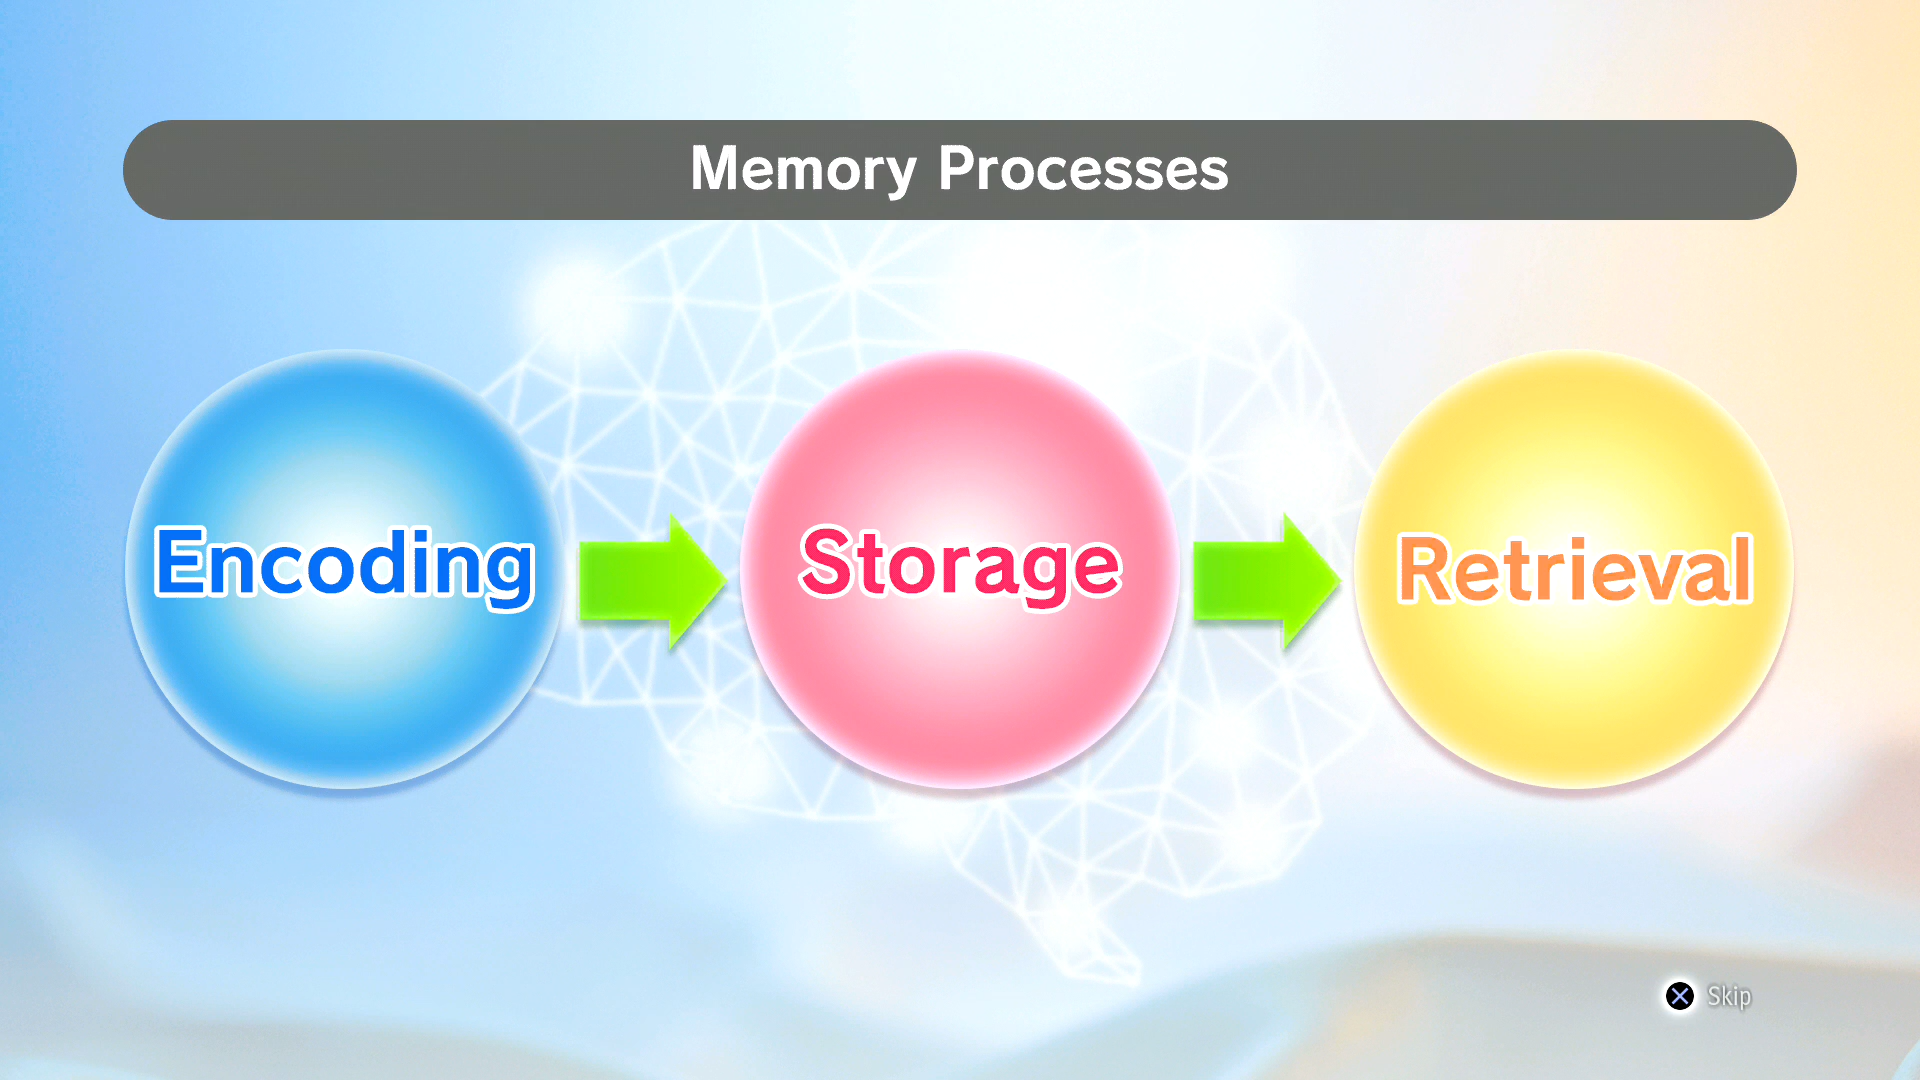 Memory Processes
Encoding
Storage
Retrieval
Skip